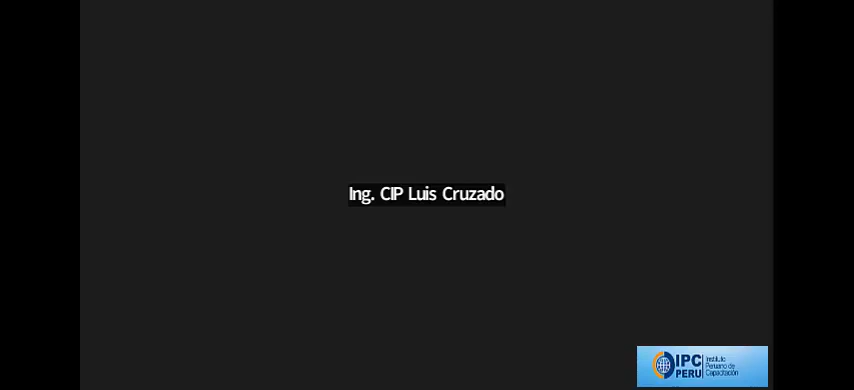 Ing. CIP Luis Cruzado
IPC PERU
Instituto
Peruano de
Capacitación